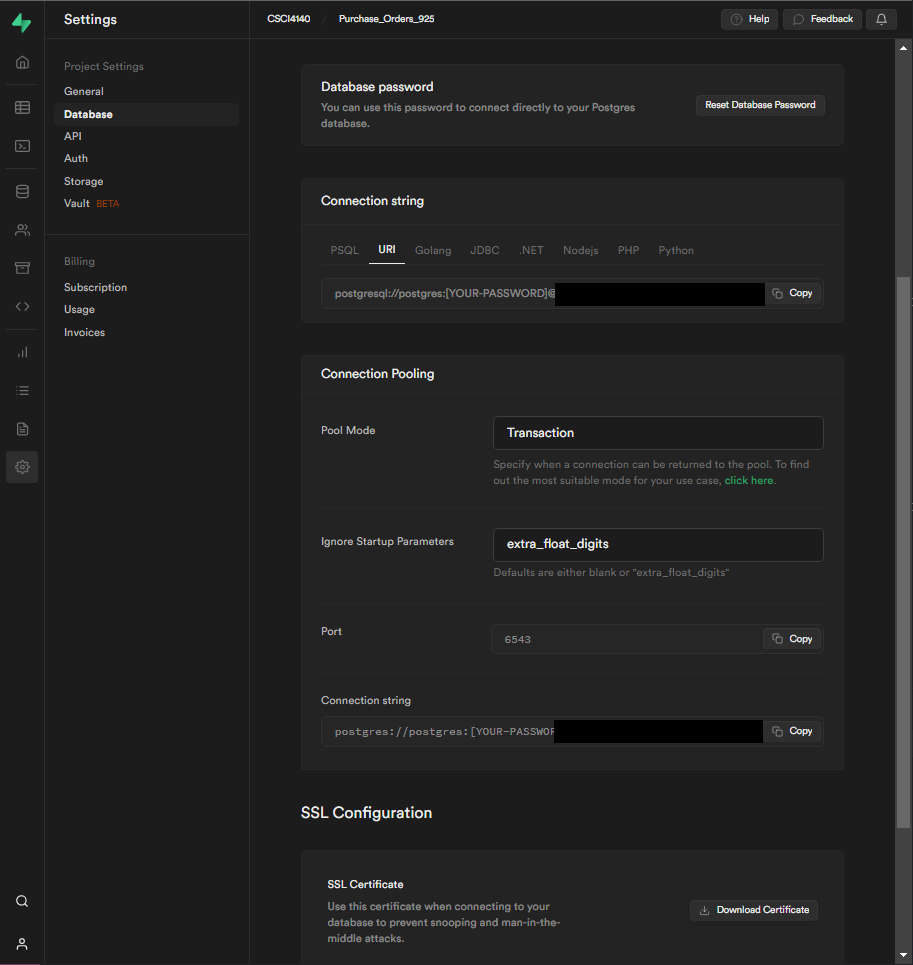 Settings
CSCI4140 / Purchase_Orders_925
Help
Feedback
Project Settings
General
Database
API
Auth
Storage
Vault BETA
Billing
Subscription
Usage
Invoices
Database password
You can use this password to connect directly to your Postgres
database.
Reset Database Password
Connection string
PSQL URI Golang JDBC .NET Nodejs PHP Python
postgresql://postgres:[YOUR-PASSWORD]@
Copy
Connection Pooling
Pool Mode
Transaction
Specify when a connection can be returned to the pool. To find
out the most suitable mode for your use case, click here.
Ignore Startup Parameters
extra_float_digits
Defaults are either blank or "extra_float_digits"
Port
6543
Copy
Connection string
postgres://postgres:[YOUR-PASSWOR
Copy
SSL Configuration
SSL Certificate
Use this certificate when connecting to your
database to prevent snooping and man-in-the-
middle attacks.
Download Certificate